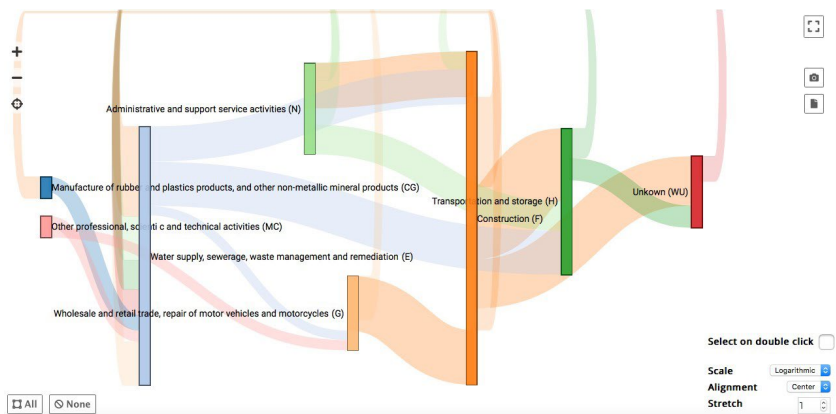 +
Administrative and support service activities (N)
−
Manufacture of rubber and plastics products, and other non-metallic mineral products (CG)
Unkown (WU)
Transportation and storage (H)
Construction (F)
Other professional, scienti c and technical activities (MC)
Water supply, sewerage, waste management and remediation (E)
Wholesale and retail trade, repair of motor vehicles and motorcycles (G)
Select on double click
Scale Logarithmic
Alignment Center
Stretch 1
All None